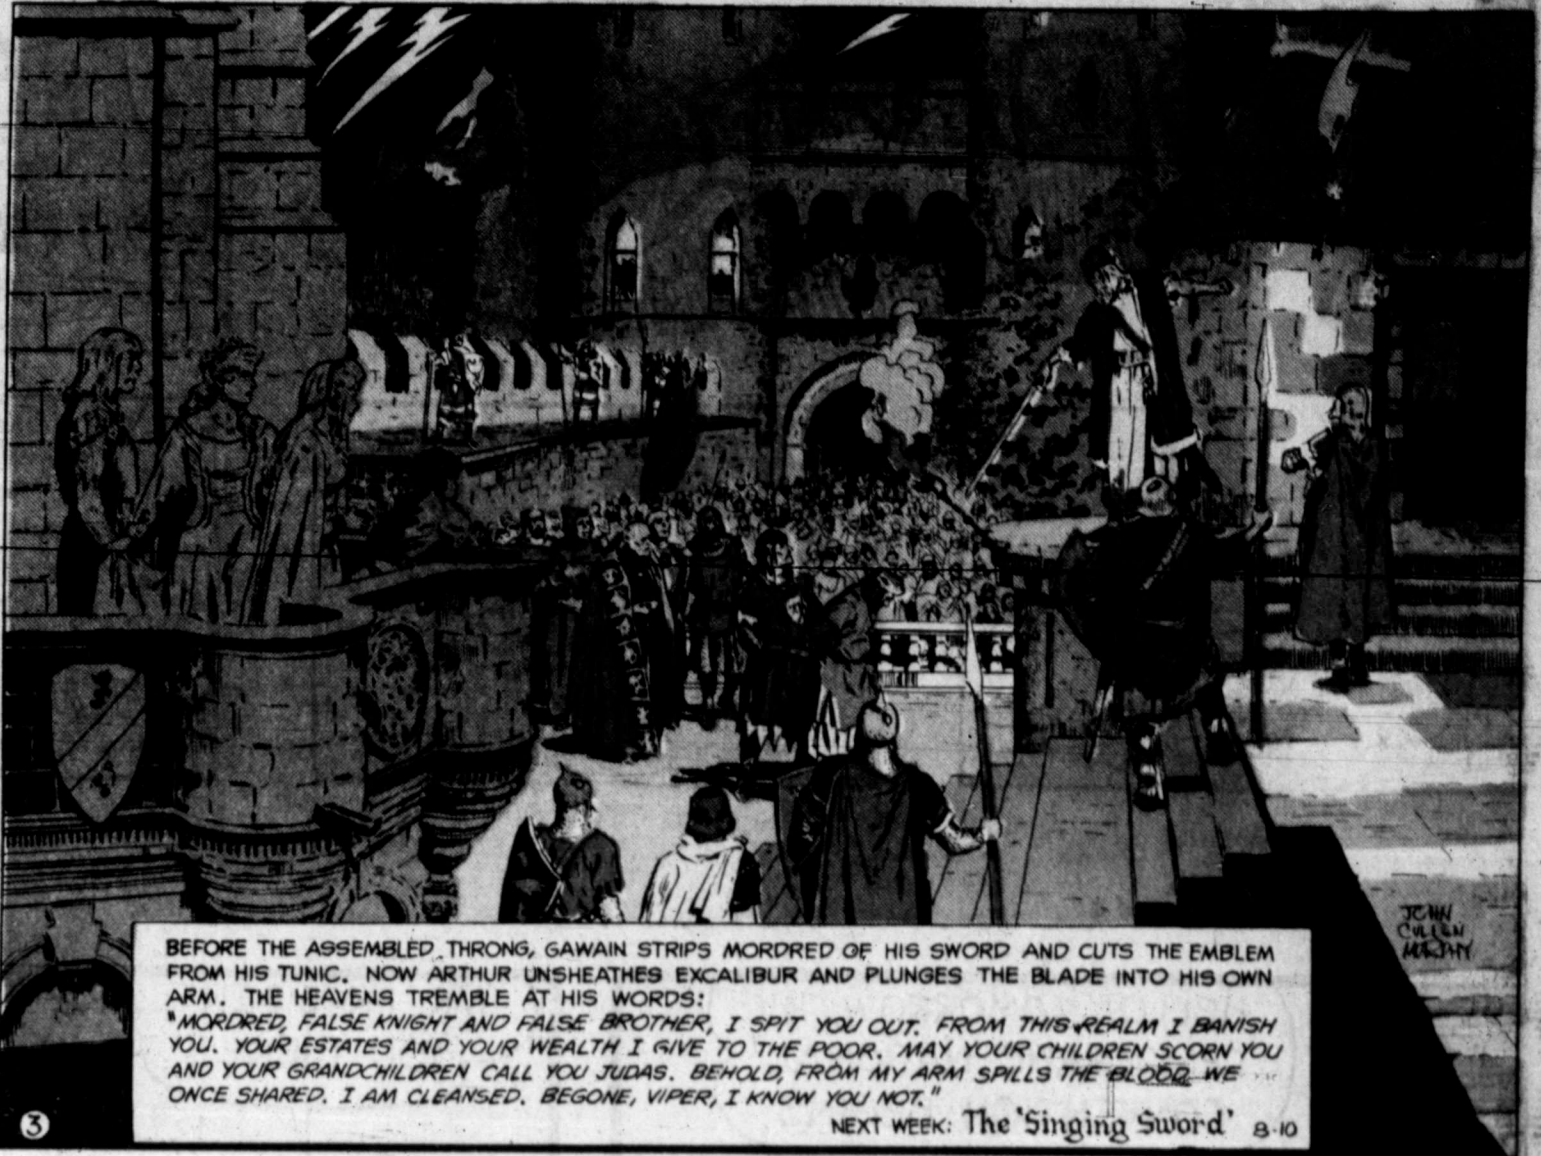 JOHN
CULLEN
MURPHY
BEFORE THE ASSEMBLED THRONG, GAWAIN STRIPS MORDRED OF HIS SWORD AND CUTS THE EMBLEM
FROM HIS TUNIC. NOW ARTHUR UNSHEATHES EXCALIBUR AND PLUNGES THE BLADE INTO HIS OWN
ARM. THE HEAVENS TREMBLE AT HIS WORDS:
"MORDRED, FALSE KNIGHT AND FALSE BROTHER, I SPIT YOU OUT. FROM THIS REALM I BANISH
YOU. YOUR ESTATES AND YOUR WEALTH I GIVE TO THE POOR. MAY YOUR CHILDREN SCORN YOU
AND YOUR GRANDCHILDREN CALL YOU JUDAS. BEHOLD, FROM MY ARM SPILLS THE BLOOD WE
ONCE SHARED. I AM CLEANSED. BEGONE, VIPER, I KNOW YOU NOT."
NEXT WEEK: The 'Singing Sword' 8-10
3